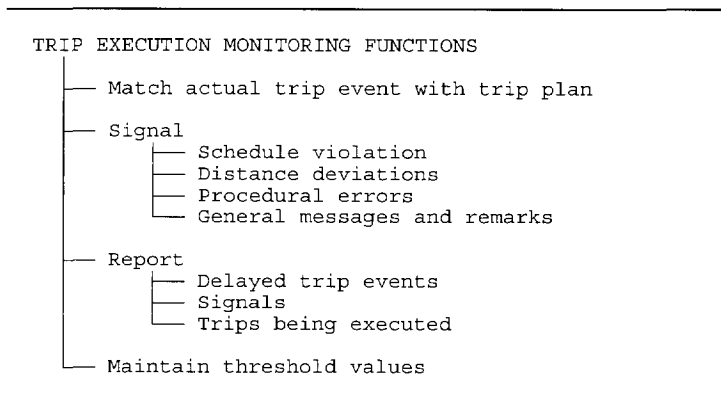 TRIP EXECUTION MONITORING FUNCTIONS
Match actual trip event with trip plan
Signal
Schedule violation
Distance deviations
Procedural errors
General messages and remarks
Report
Delayed trip events
Signals
Trips being executed
Maintain threshold values